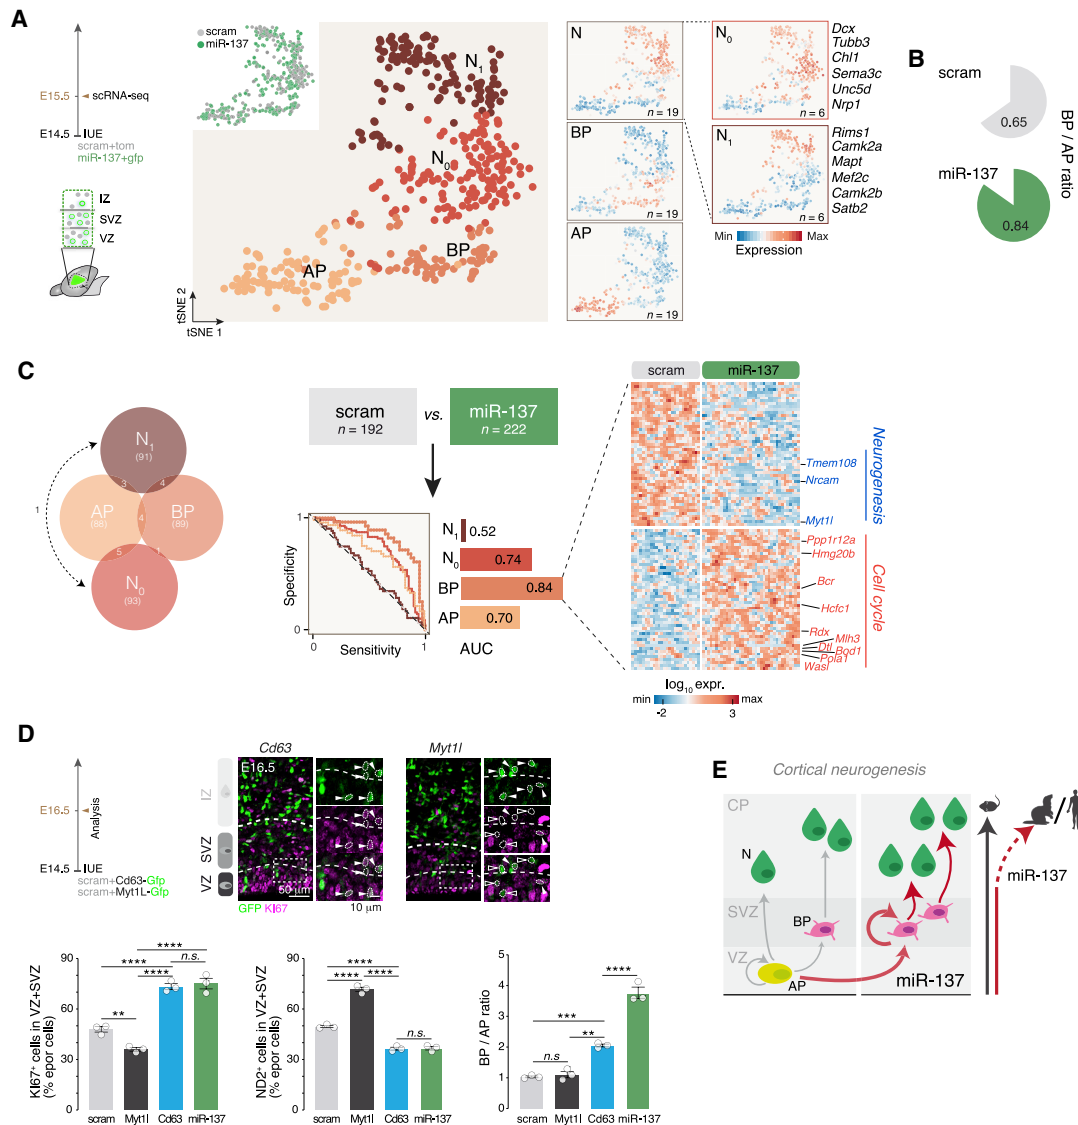 A
scram
miR-137
E15.5
scRNA-seq
E14.5
IUE
scram+tom
miR-137+gfp
IZ
SVZ
VZ
N1
N0
BP
AP
tSNE 2
tSNE 1
N
n = 19
BP
n = 19
AP
n = 19
N0
n = 6
Dcx
Tubb3
Chl1
Sema3c
Unc5d
Nrp1
N1
n = 6
Rims1
Camk2a
Mapt
Mef2c
Camk2b
Satb2
Min
Max
Expression
B
scram
0.65
miR-137
0.84
BP / AP ratio
C
N1
(91)
3
4
AP
(88)
4
BP
(89)
5
1
N0
(93)
1
scram
n = 192
vs.
miR-137
n = 222
1
Specificity
0
0
Sensitivity
1
N1
0.52
N0
0.74
BP
0.84
AP
0.70
AUC
scram
miR-137
Tmem108
Nrcam
Myt1l
Neurogenesis
Ppp1r12a
Hmg20b
Bcr
Hcfc1
Rdx
Mlh3
Dtl
Bod1
Pola1
Wasl
Cell cycle
log10 expr.
min
max
-2
3
D
E16.5
Analysis
E14.5
IUE
scram+Cd63-Gfp
scram+Myt1L-Gfp
IZ
SVZ
VZ
Cd63
Myt1l
E16.5
50 μm
10 μm
GFP KI67
KI67+ cells in VZ+SVZ
(% epor cells)
90
60
30
0
****
****
n.s.
****
**
scram
Myt1l
Cd63
miR-137
ND2+ cells in VZ+SVZ
(% epor cells)
90
60
30
0
****
****
****
n.s.
scram
Myt1l
Cd63
miR-137
BP / AP ratio
5
4
3
2
1
0
****
***
**
n.s
scram
Myt1l
Cd63
miR-137
E
Cortical neurogenesis
CP
N
SVZ
BP
VZ
AP
miR-137
/
miR-137